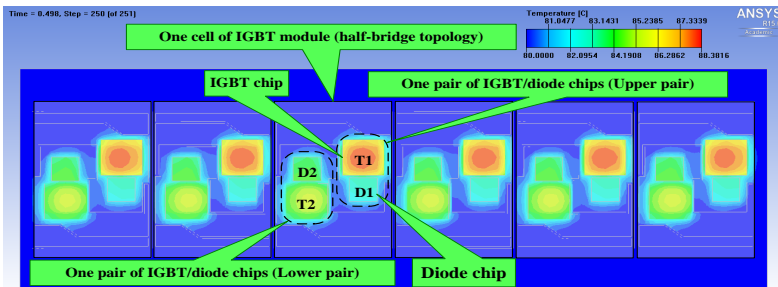 Time = 0.498, Step = 250 (of 251)
Temperature [C]
81.0477 83.1431 85.2385 87.3339
80.0000 82.0954 84.1908 86.2862 88.3816
ANSYS
R15
Academic
One cell of IGBT module (half-bridge topology)
IGBT chip
One pair of IGBT/diode chips (Upper pair)
T1
D2
D1
T2
One pair of IGBT/diode chips (Lower pair)
Diode chip